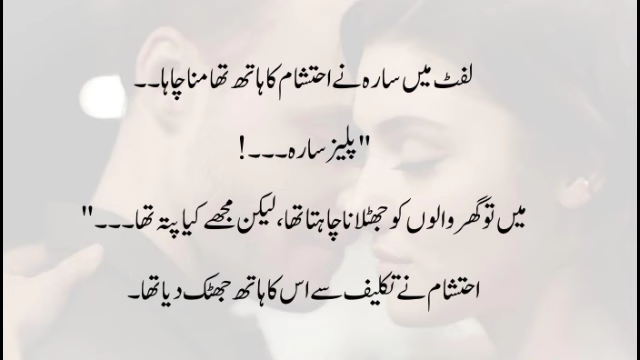 لفٹ میں سارہ نے احتشام کا ہاتھ تھامنا چاہا۔۔
"پلیز سارہ۔۔۔!
میں تو گھر والوں کو جھٹلانا چاہتا تھا، لیکن مجھے کیا پتہ تھا۔۔۔"
احتشام نے تکلیف سے اس کا ہاتھ جھٹک دیا تھا۔